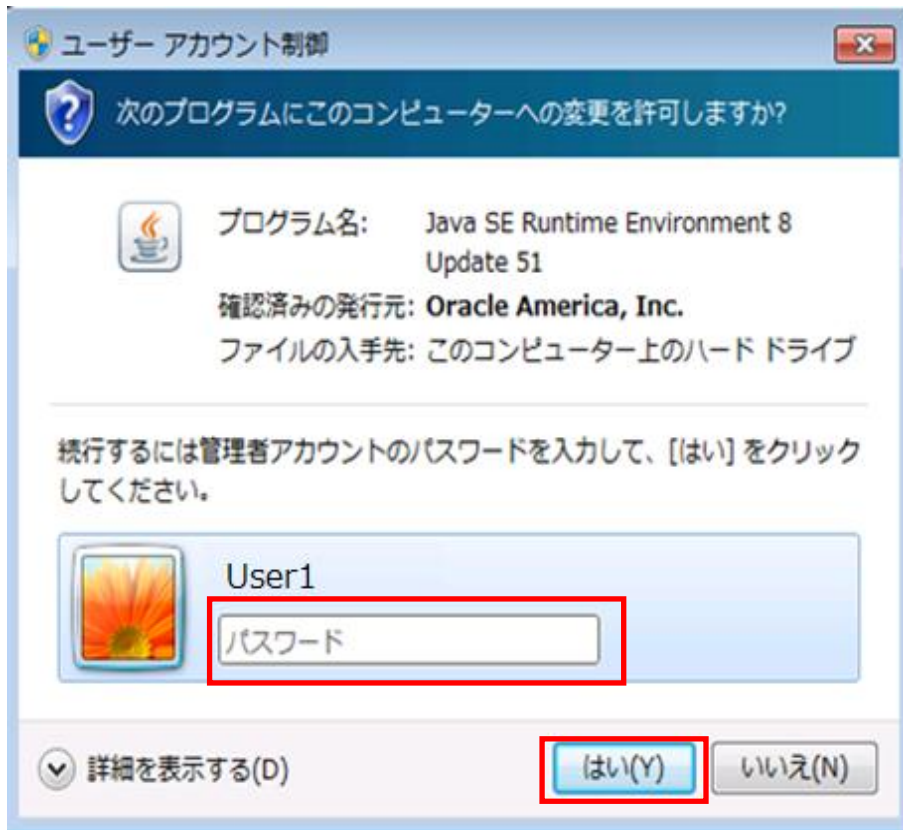 ユーザー アカウント制御
次のプログラムにこのコンピューターへの変更を許可しますか?
プログラム名: Java SE Runtime Environment 8
Update 51
確認済みの発行元: Oracle America, Inc.
ファイルの入手先: このコンピューター上のハード ドライブ
続行するには管理者アカウントのパスワードを入力して、[はい] をクリック
してください。
User1
パスワード
詳細を表示する(D)
はい(Y)
いいえ(N)